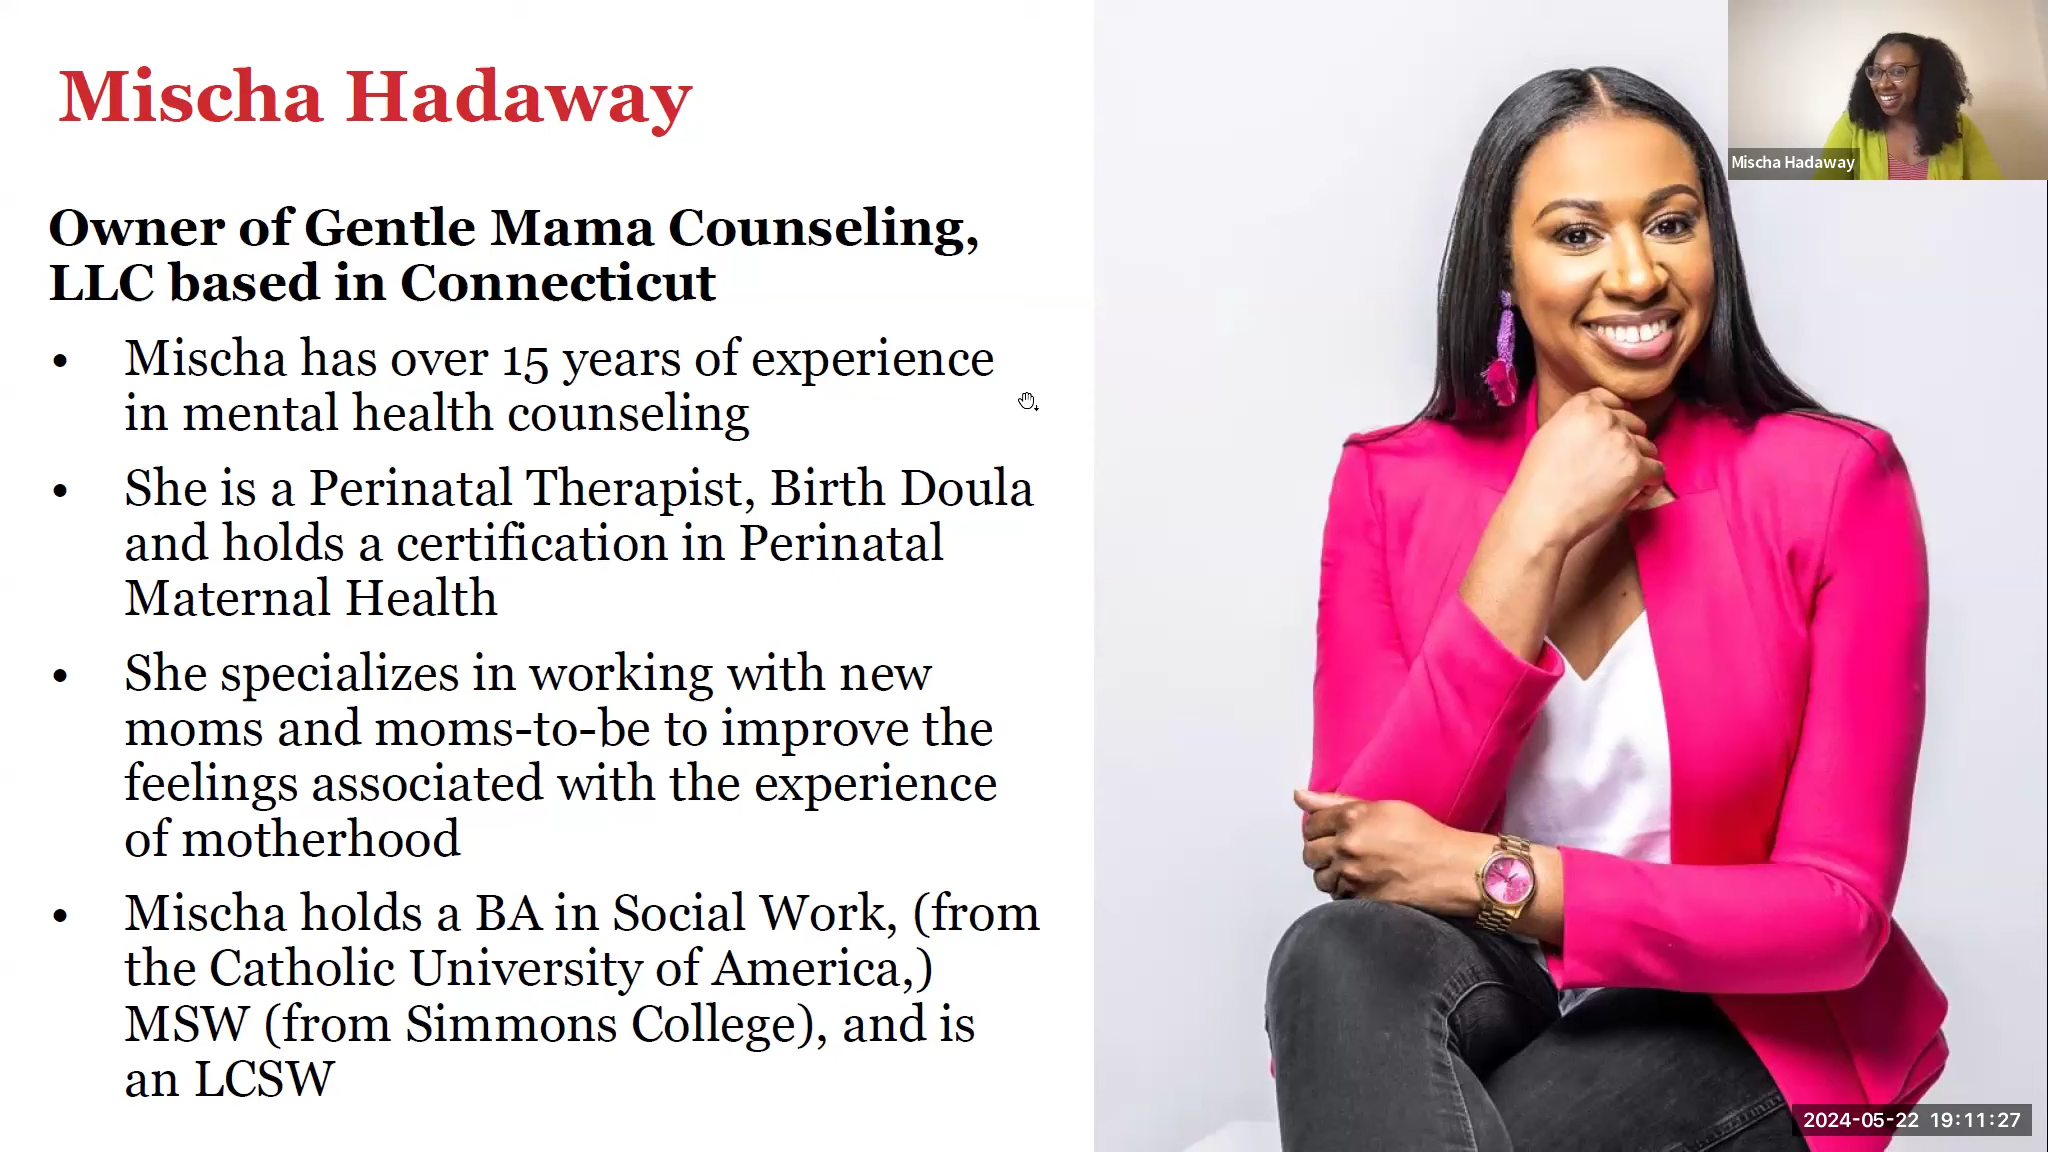 Mischa Hadaway
Owner of Gentle Mama Counseling,
LLC based in Connecticut
• Mischa has over 15 years of experience
in mental health counseling
• She is a Perinatal Therapist, Birth Doula
and holds a certification in Perinatal
Maternal Health
• She specializes in working with new
moms and moms-to-be to improve the
feelings associated with the experience
of motherhood
• Mischa holds a BA in Social Work, (from
the Catholic University of America,)
MSW (from Simmons College), and is
an LCSW
Mischa Hadaway
2024-05-22 19:11:27